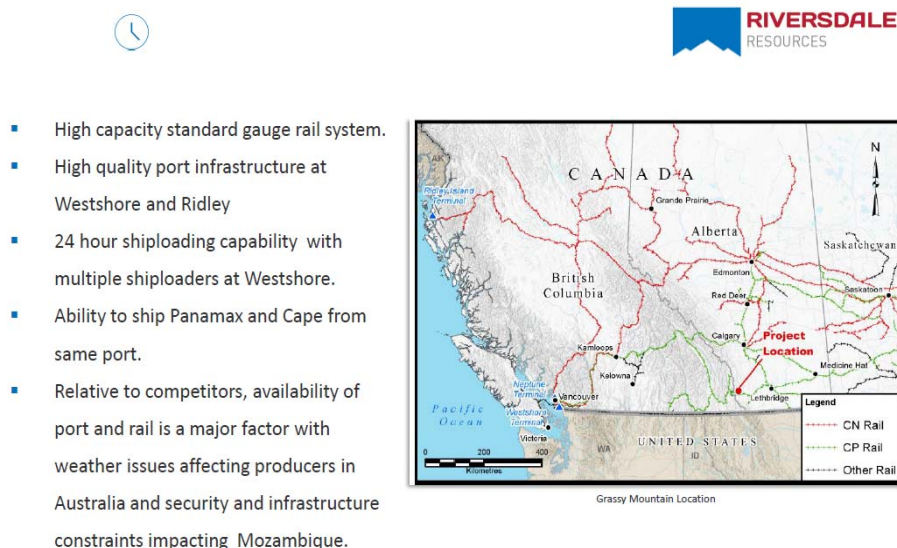 RIVERSDALE
RESOURCES
High capacity standard gauge rail system.
High quality port infrastructure at
Westshore and Ridley
24 hour shiploading capability with
multiple shiploaders at Westshore.
Ability to ship Panamax and Cape from
same port.
Relative to competitors, availability of
port and rail is a major factor with
weather issues affecting producers in
Australia and security and infrastructure
constraints impacting Mozambique.
N
CANADA
AK
Ridley Island
Terminal
Grande Prairie
Alberta
Saskatchewan
Edmonton
British
Columbia
Saskatoon
Red Deer
Calgary
Project
Location
Kamloops
Kelowna
Medicine Hat
Neptune
Terminal
Vancouver
Lethbridge
Legend
Pacific
Ocean
Westshore
Terminal
CN Rail
Victoria
UNITED STATES
CP Rail
WA
ID
0 200 400
Kilometres
Other Rail
Grassy Mountain Location